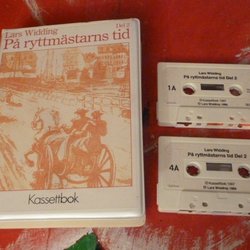 Del 2
Lars Widding
På ryttmästarns tid
Kassettbok
Lars Widding
På ryttmästarns tid Del 2
1A
Lars Widding
På ryttmästarns tid Del 2
4A